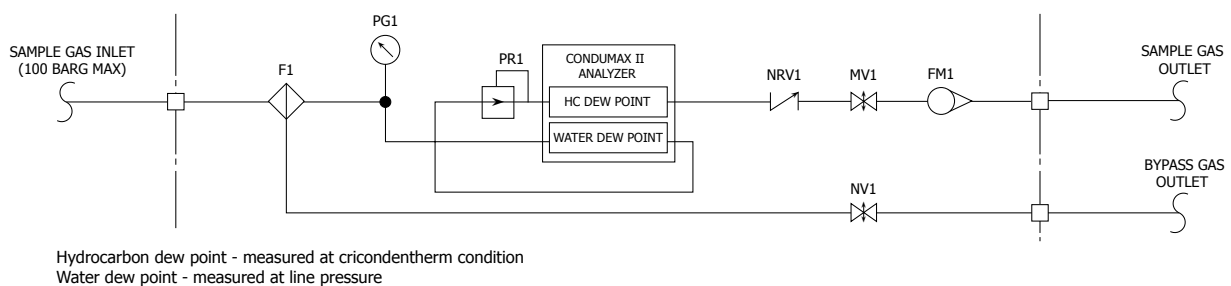 SAMPLE GAS INLET
(100 BARG MAX)
F1
PG1
PR1
CONDUMAX II
ANALYZER
HC DEW POINT
WATER DEW POINT
NRV1
MV1
FM1
SAMPLE GAS
OUTLET
NV1
BYPASS GAS
OUTLET
Hydrocarbon dew point - measured at cricondentherm condition
Water dew point - measured at line pressure